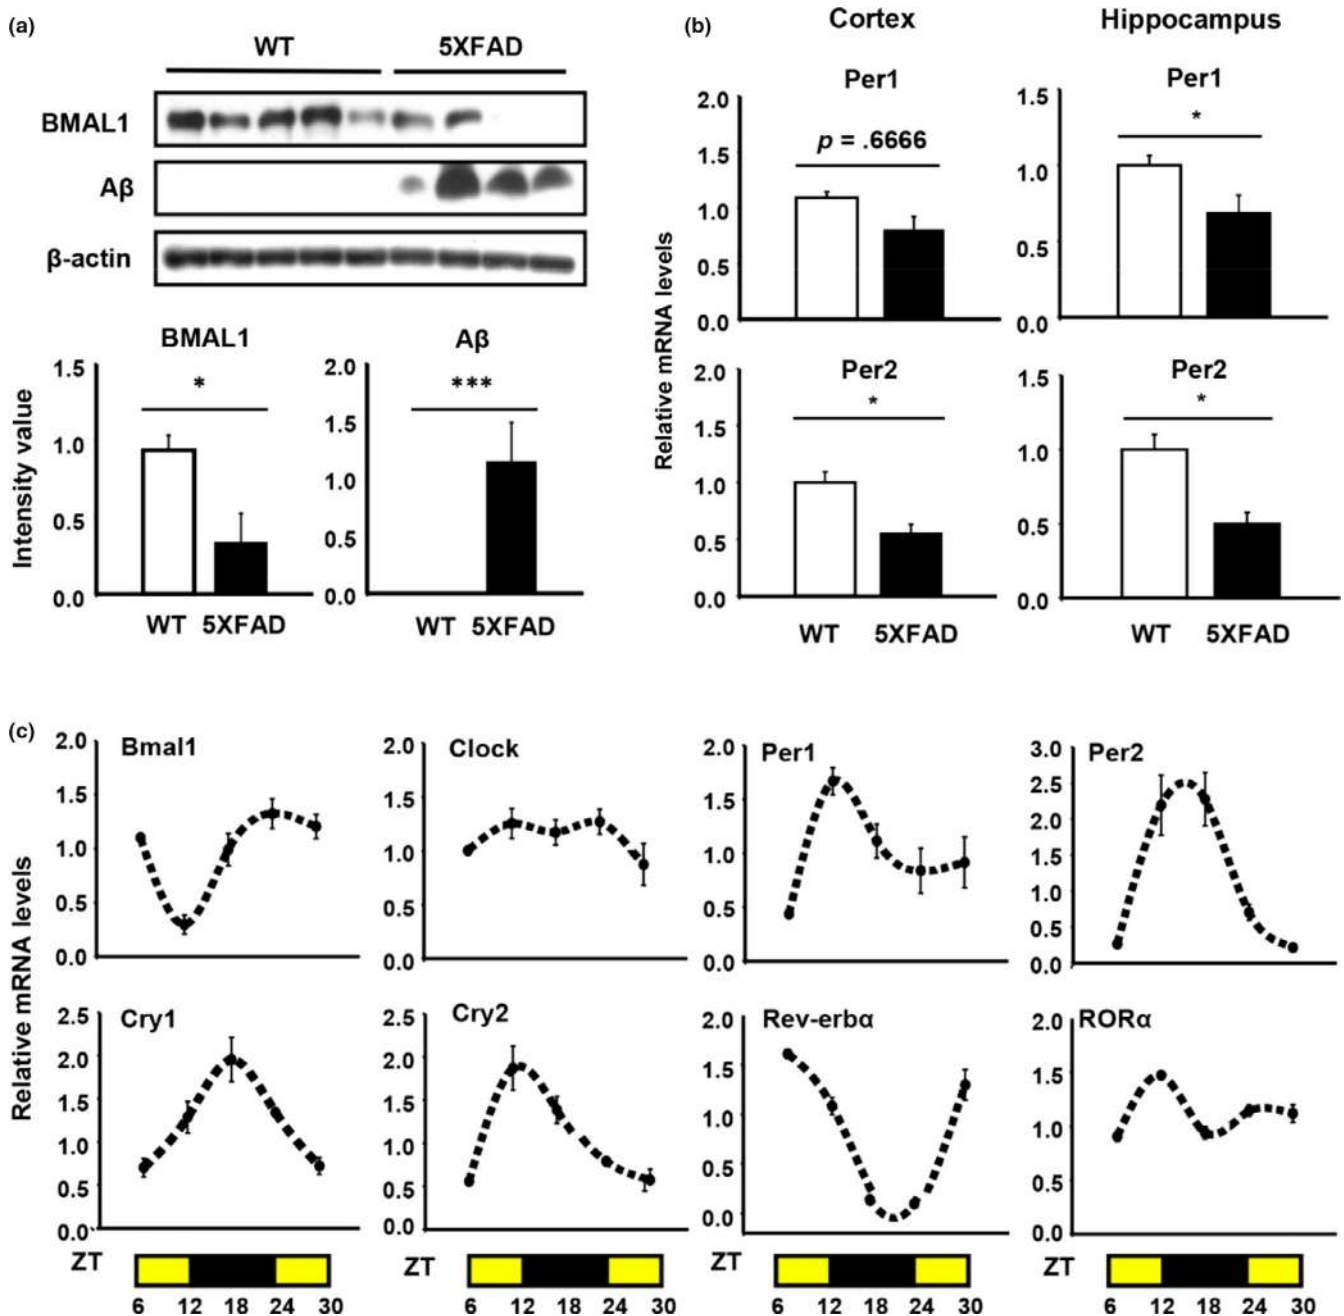 (a)
WT 5XFAD
BMAL1
Aβ
β-actin
BMAL1
Intensity value
1.5
1.0
0.5
0.0
*
WT 5XFAD
Aβ
2.0
1.5
1.0
0.5
0.0
***
WT 5XFAD
(b)
Cortex Hippocampus
Relative mRNA levels
Per1
2.0
1.5
1.0
0.5
0.0
p = .6666
Per1
1.5
1.0
0.5
0.0
*
Per2
2.0
1.5
1.0
0.5
0.0
*
WT 5XFAD
Per2
1.5
1.0
0.5
0.0
*
WT 5XFAD
(c)
Relative mRNA levels
Bmal1
2.0
1.5
1.0
0.5
0.0
Clock
2.0
1.5
1.0
0.5
0.0
Per1
2.0
1.5
1.0
0.5
0.0
Per2
3.0
2.5
2.0
1.5
1.0
0.5
0.0
Cry1
2.5
2.0
1.5
1.0
0.5
0.0
Cry2
2.5
2.0
1.5
1.0
0.5
0.0
Rev-erbα
2.0
1.5
1.0
0.5
0.0
RORα
2.0
1.5
1.0
0.5
0.0
ZT
6 12 18 24 30
ZT
6 12 18 24 30
ZT
6 12 18 24 30
ZT
6 12 18 24 30